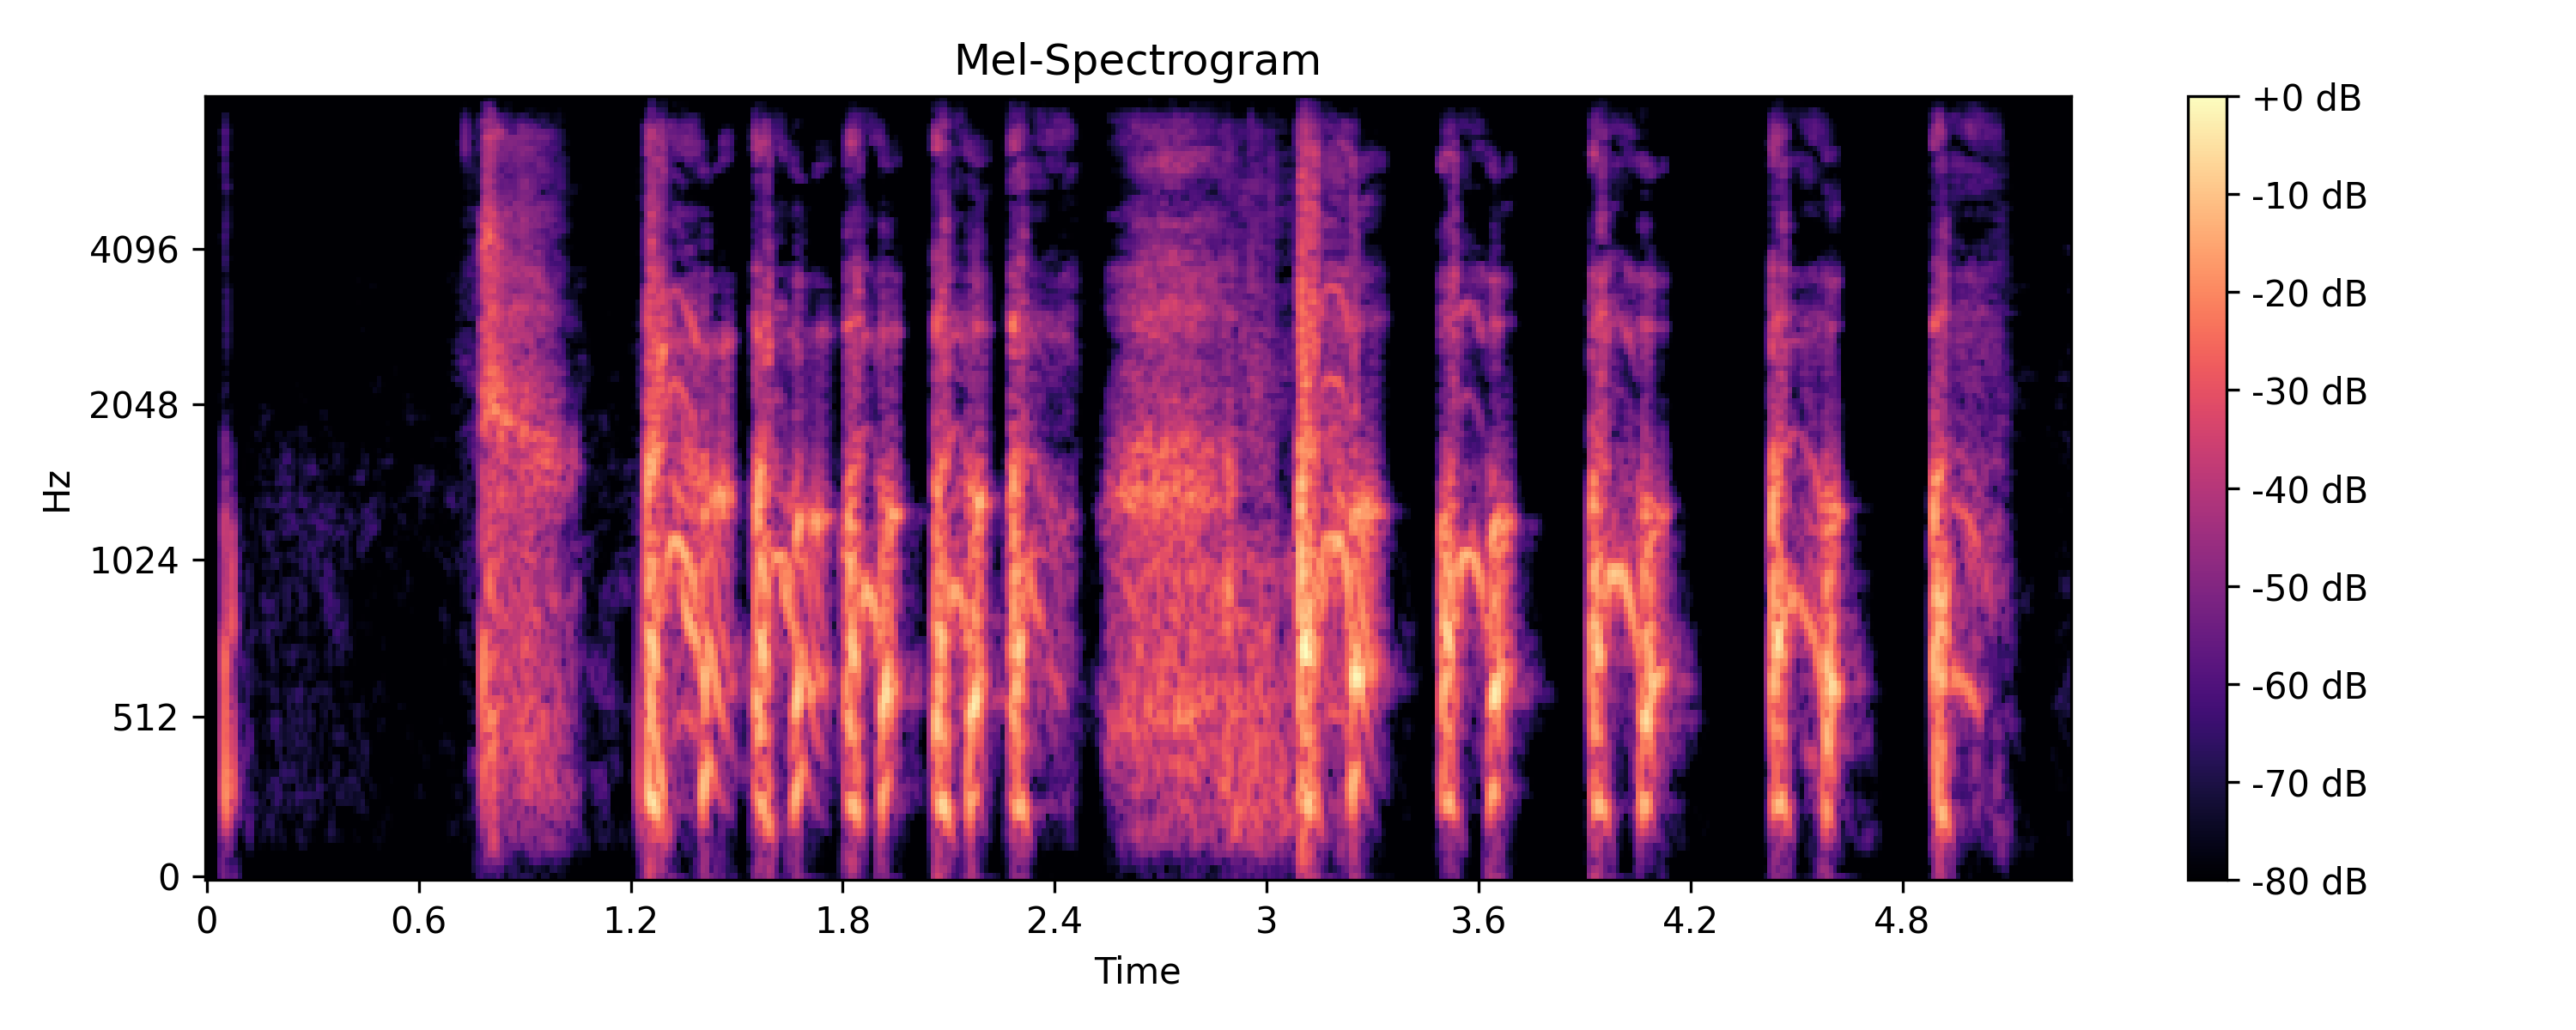 Mel-Spectrogram
+0 dB
-10 dB
-20 dB
-30 dB
-40 dB
-50 dB
-60 dB
-70 dB
-80 dB
Hz
4096
2048
1024
512
0
0 0.6 1.2 1.8 2.4 3 3.6 4.2 4.8
Time